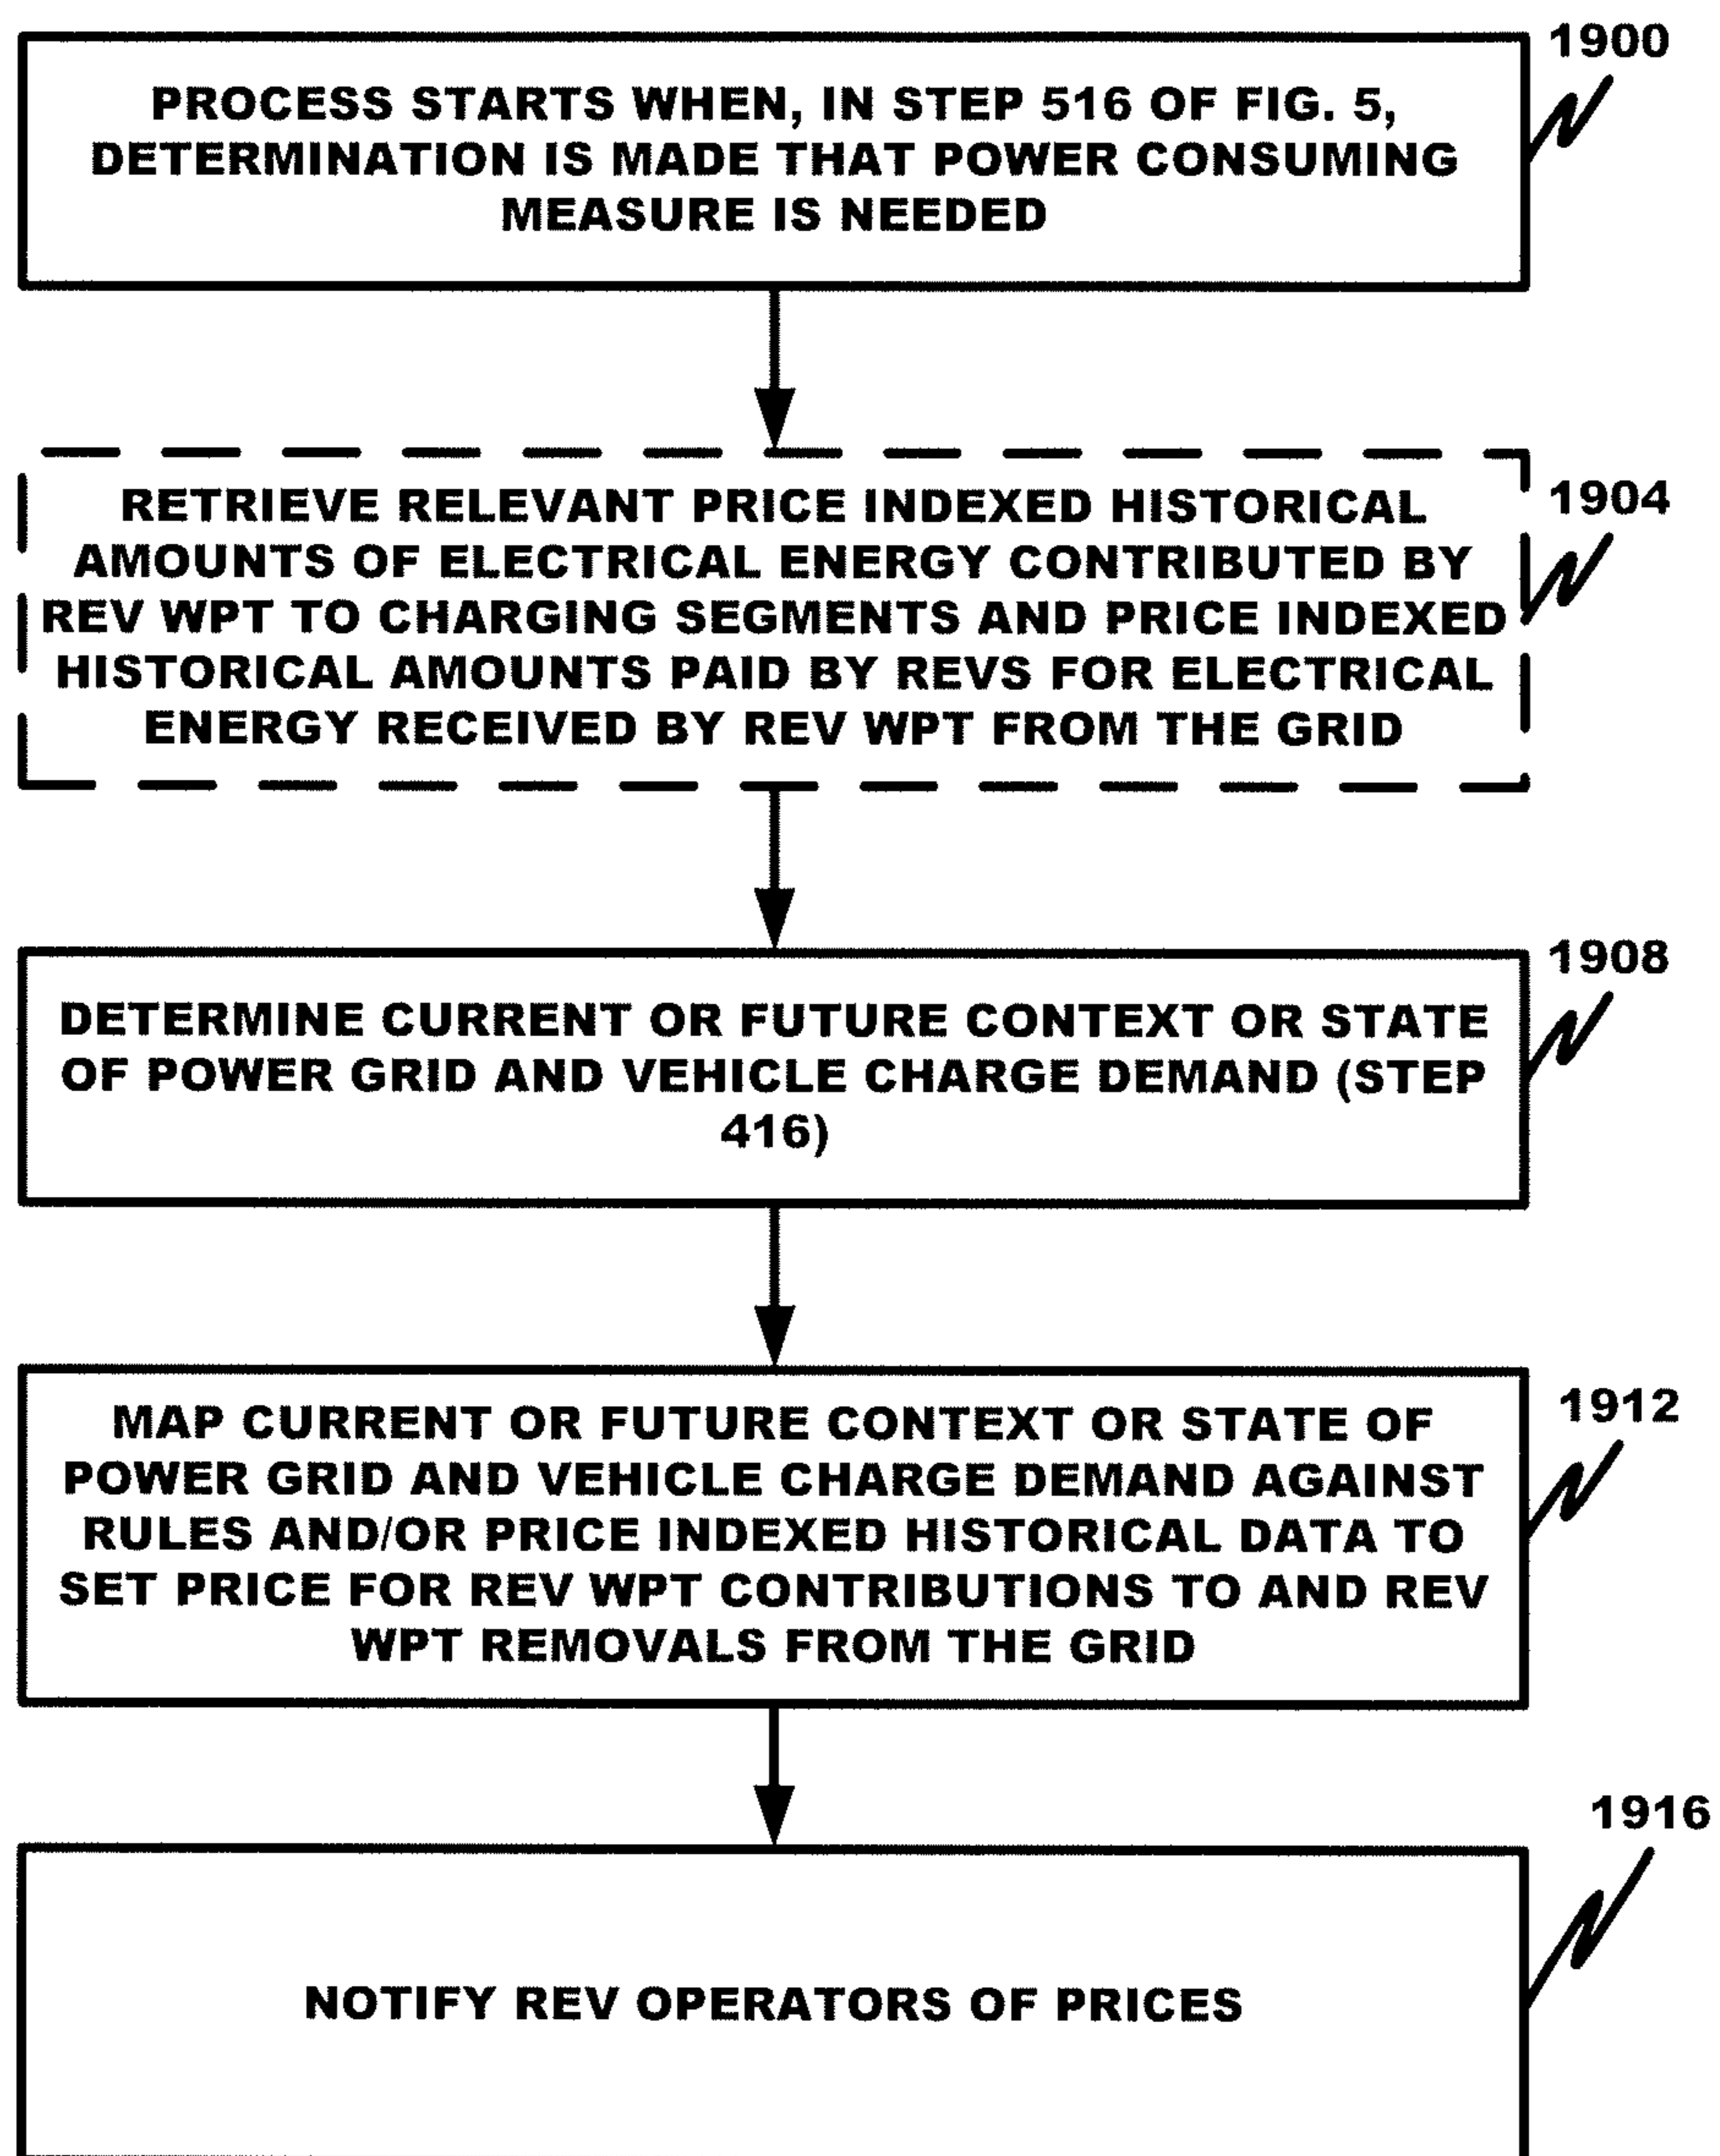 1900
PROCESS STARTS WHEN, IN STEP 516 OF FIG. 5,
DETERMINATION IS MADE THAT POWER CONSUMING
MEASURE IS NEEDED
1904
RETRIEVE RELEVANT PRICE INDEXED HISTORICAL
AMOUNTS OF ELECTRICAL ENERGY CONTRIBUTED BY
REV WPT TO CHARGING SEGMENTS AND PRICE INDEXED
HISTORICAL AMOUNTS PAID BY REVS FOR ELECTRICAL
ENERGY RECEIVED BY REV WPT FROM THE GRID
1908
DETERMINE CURRENT OR FUTURE CONTEXT OR STATE
OF POWER GRID AND VEHICLE CHARGE DEMAND (STEP
416)
1912
MAP CURRENT OR FUTURE CONTEXT OR STATE OF
POWER GRID AND VEHICLE CHARGE DEMAND AGAINST
RULES AND/OR PRICE INDEXED HISTORICAL DATA TO
SET PRICE FOR REV WPT CONTRIBUTIONS TO AND REV
WPT REMOVALS FROM THE GRID
1916
NOTIFY REV OPERATORS OF PRICES